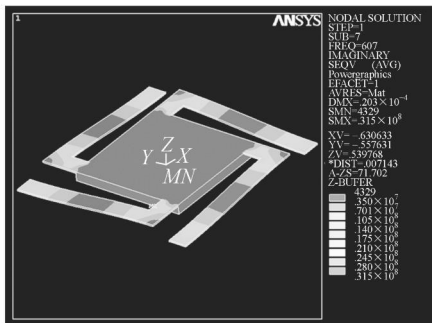 1
ANSYS
NODAL SOLUTION
STEP=1
SUB=7
FREQ=607
IMAGINARY
SEQV (AVG)
Powergraphics
EFACET=1
AVRES=Mat
DMX=.203×10⁻⁴
SMN=4329
SMX=.315×10⁸
XV=-.630633
YV=-.557631
ZV=.539768
*DIST=.007143
A-ZS=71.702
Z-BUFER
4329
.350×10⁷
.701×10⁷
.105×10⁸
.140×10⁸
.175×10⁸
.210×10⁸
.245×10⁸
.280×10⁸
.315×10⁸
Z
Y X
MN